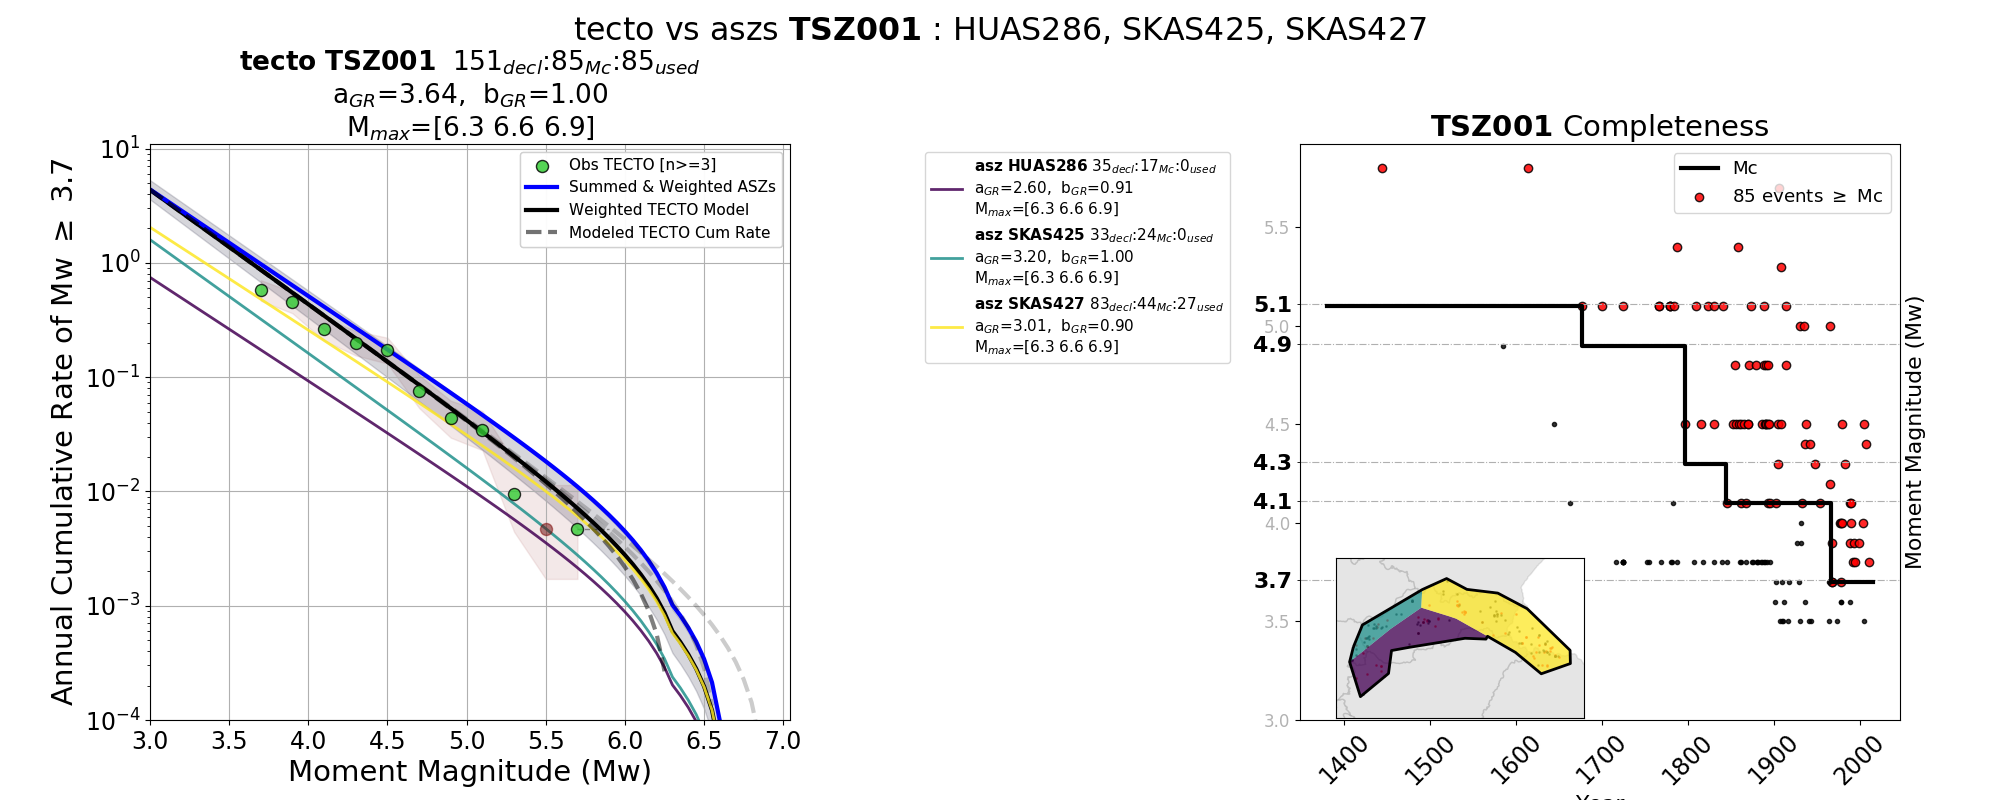 tecto vs aszs TSZ001 : HUAS286, SKAS425, SKAS427
tecto TSZ001 151decl:85Mc:85used
aGR=3.64, bGR=1.00
Mmax=[6.3 6.6 6.9]
Annual Cumulative Rate of Mw ≥ 3.7
10^1
10^0
10^-1
10^-2
10^-3
10^-4
Obs TECTO [n>=3]
Summed & Weighted ASZs
Weighted TECTO Model
Modeled TECTO Cum Rate
3.0 3.5 4.0 4.5 5.0 5.5 6.0 6.5 7.0
Moment Magnitude (Mw)
asz HUAS286 35decl:17Mc:0used
aGR=2.60, bGR=0.91
Mmax=[6.3 6.6 6.9]
asz SKAS425 33decl:24Mc:0used
aGR=3.20, bGR=1.00
Mmax=[6.3 6.6 6.9]
asz SKAS427 83decl:44Mc:27used
aGR=3.01, bGR=0.90
Mmax=[6.3 6.6 6.9]
TSZ001 Completeness
Mc
85 events ≥ Mc
5.5
5.1
5.0
4.9
4.5
4.3
4.1
4.0
3.7
3.5
3.0
Moment Magnitude (Mw)
1400 1500 1600 1700 1800 1900 2000
Year